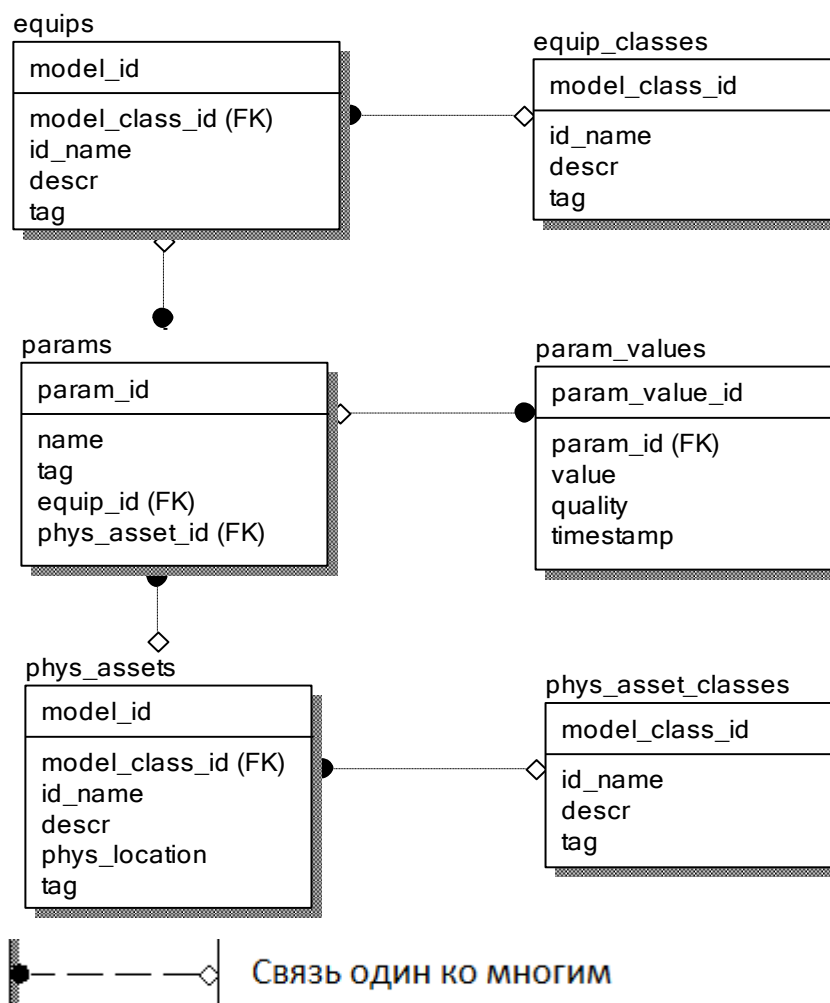 equips
model_id
model_class_id (FK)
id_name
descr
tag
equip_classes
model_class_id
id_name
descr
tag
params
param_id
name
tag
equip_id (FK)
phys_asset_id (FK)
param_values
param_value_id
param_id (FK)
value
quality
timestamp
phys_assets
model_id
model_class_id (FK)
id_name
descr
phys_location
tag
phys_asset_classes
model_class_id
id_name
descr
tag
Связь один ко многим